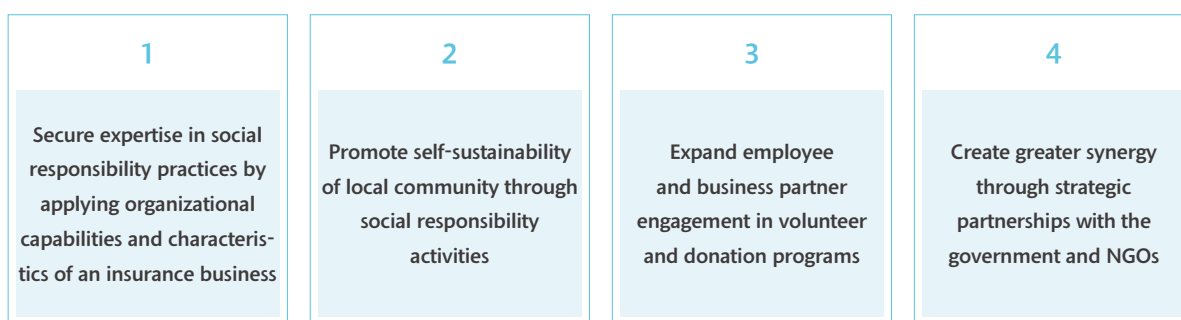 1
Secure expertise in social
responsibility practices by
applying organizational
capabilities and characteris-
tics of an insurance business
2
Promote self-sustainability
of local community through
social responsibility
activities
3
Expand employee
and business partner
engagement in volunteer
and donation programs
4
Create greater synergy
through strategic
partnerships with the
government and NGOs